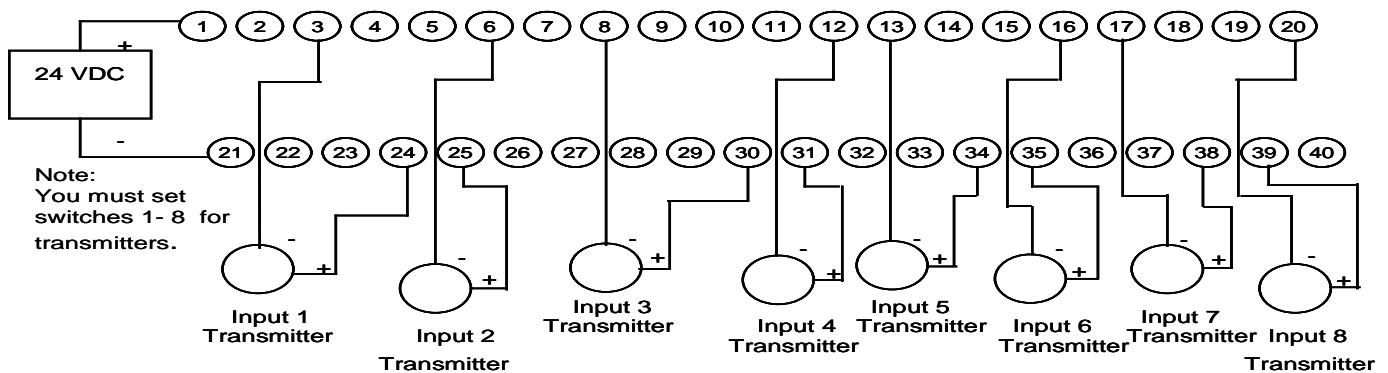 1 2 3 4 5 6 7 8 9 10 11 12 13 14 15 16 17 18 19 20
+
24 VDC
-
21 22 23 24 25 26 27 28 29 30 31 32 33 34 35 36 37 38 39 40
Note:
You must set
switches 1- 8 for
transmitters.
- +
Input 1
Transmitter
- +
Input 2
Transmitter
- +
Input 3
Transmitter
- +
Input 4
Transmitter
- +
Input 5
Transmitter
- +
Input 6
Transmitter
- +
Input 7
Transmitter
- +
Input 8
Transmitter